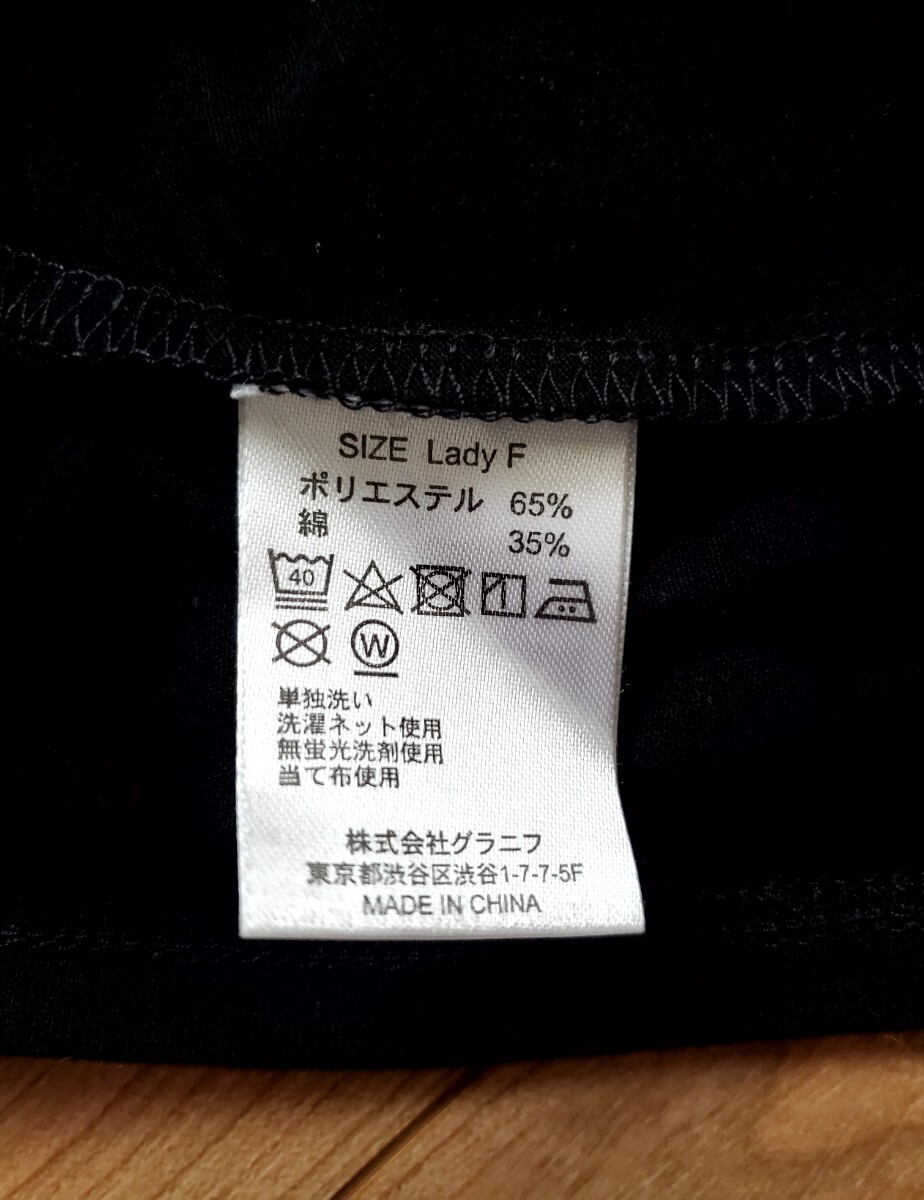 SIZE Lady F
ポリエステル 65%
綿 35%
40
W
単独洗い
洗濯ネット使用
無蛍光洗剤使用
当て布使用
株式会社グラニフ
東京都渋谷区渋谷1-7-7-5F
MADE IN CHINA